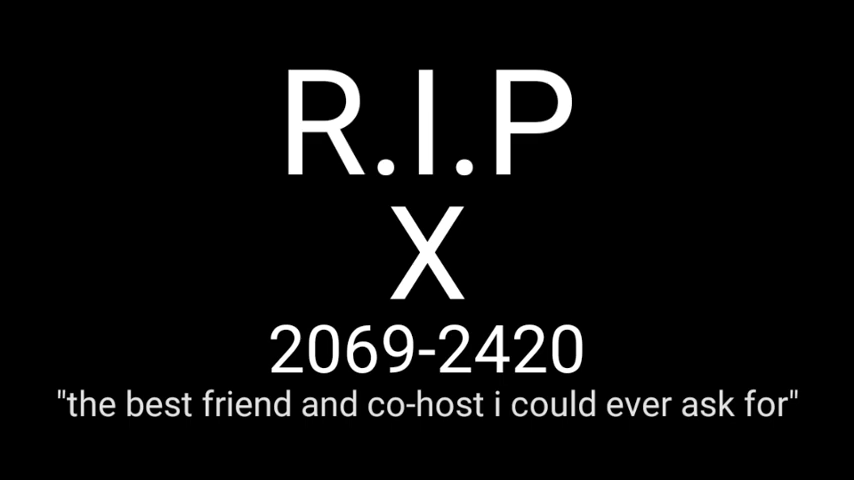 R.I.P
X
2069-2420
"the best friend and co-host i could ever ask for"